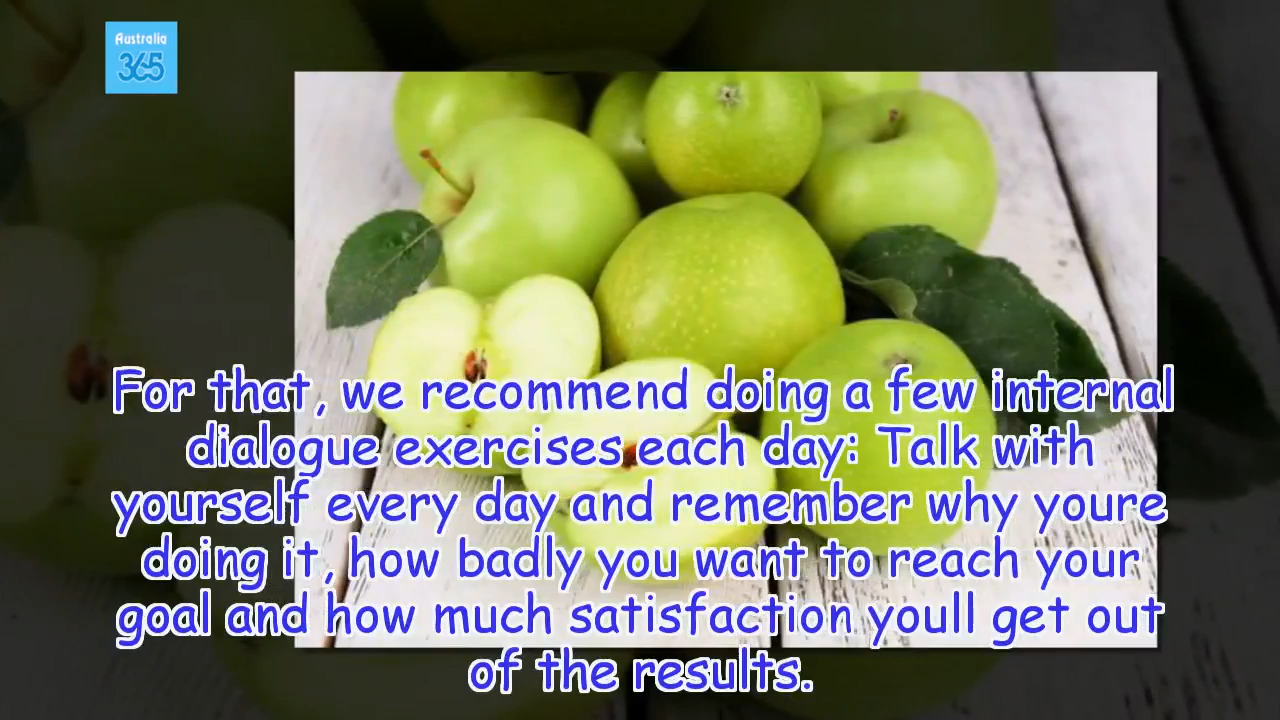 Australia
365
For that, we recommend doing a few internal
dialogue exercises each day: Talk with
yourself every day and remember why youre
doing it, how badly you want to reach your
goal and how much satisfaction youll get out
of the results.